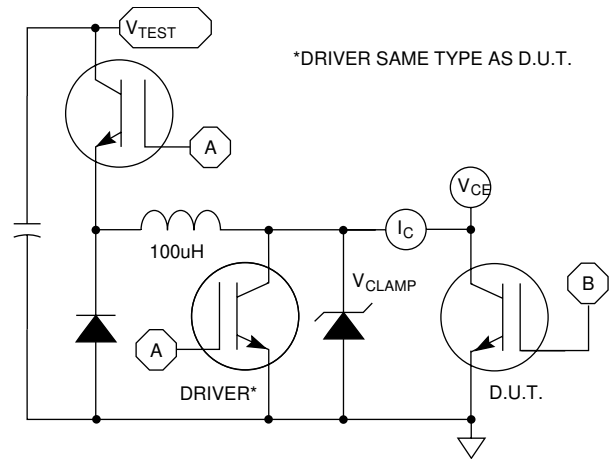 V_TEST
*DRIVER SAME TYPE AS D.U.T.
A
V_CE
I_C
100uH
V_CLAMP
B
A
DRIVER*
D.U.T.